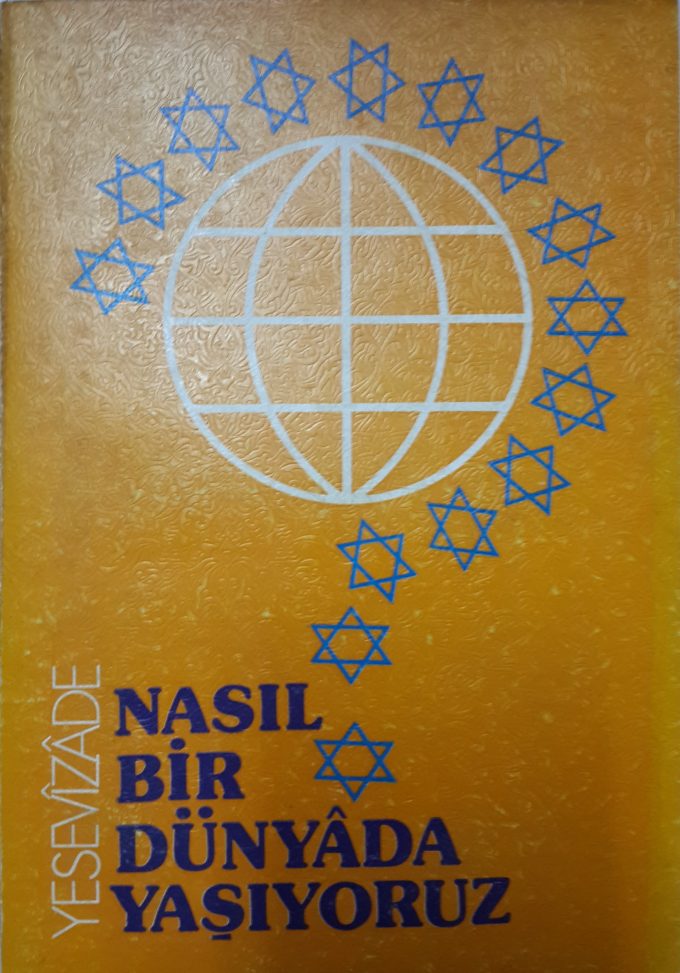 YESEVÎZÂDE
NASIL
BİR
DÜNYÂDA
YAŞIYORUZ